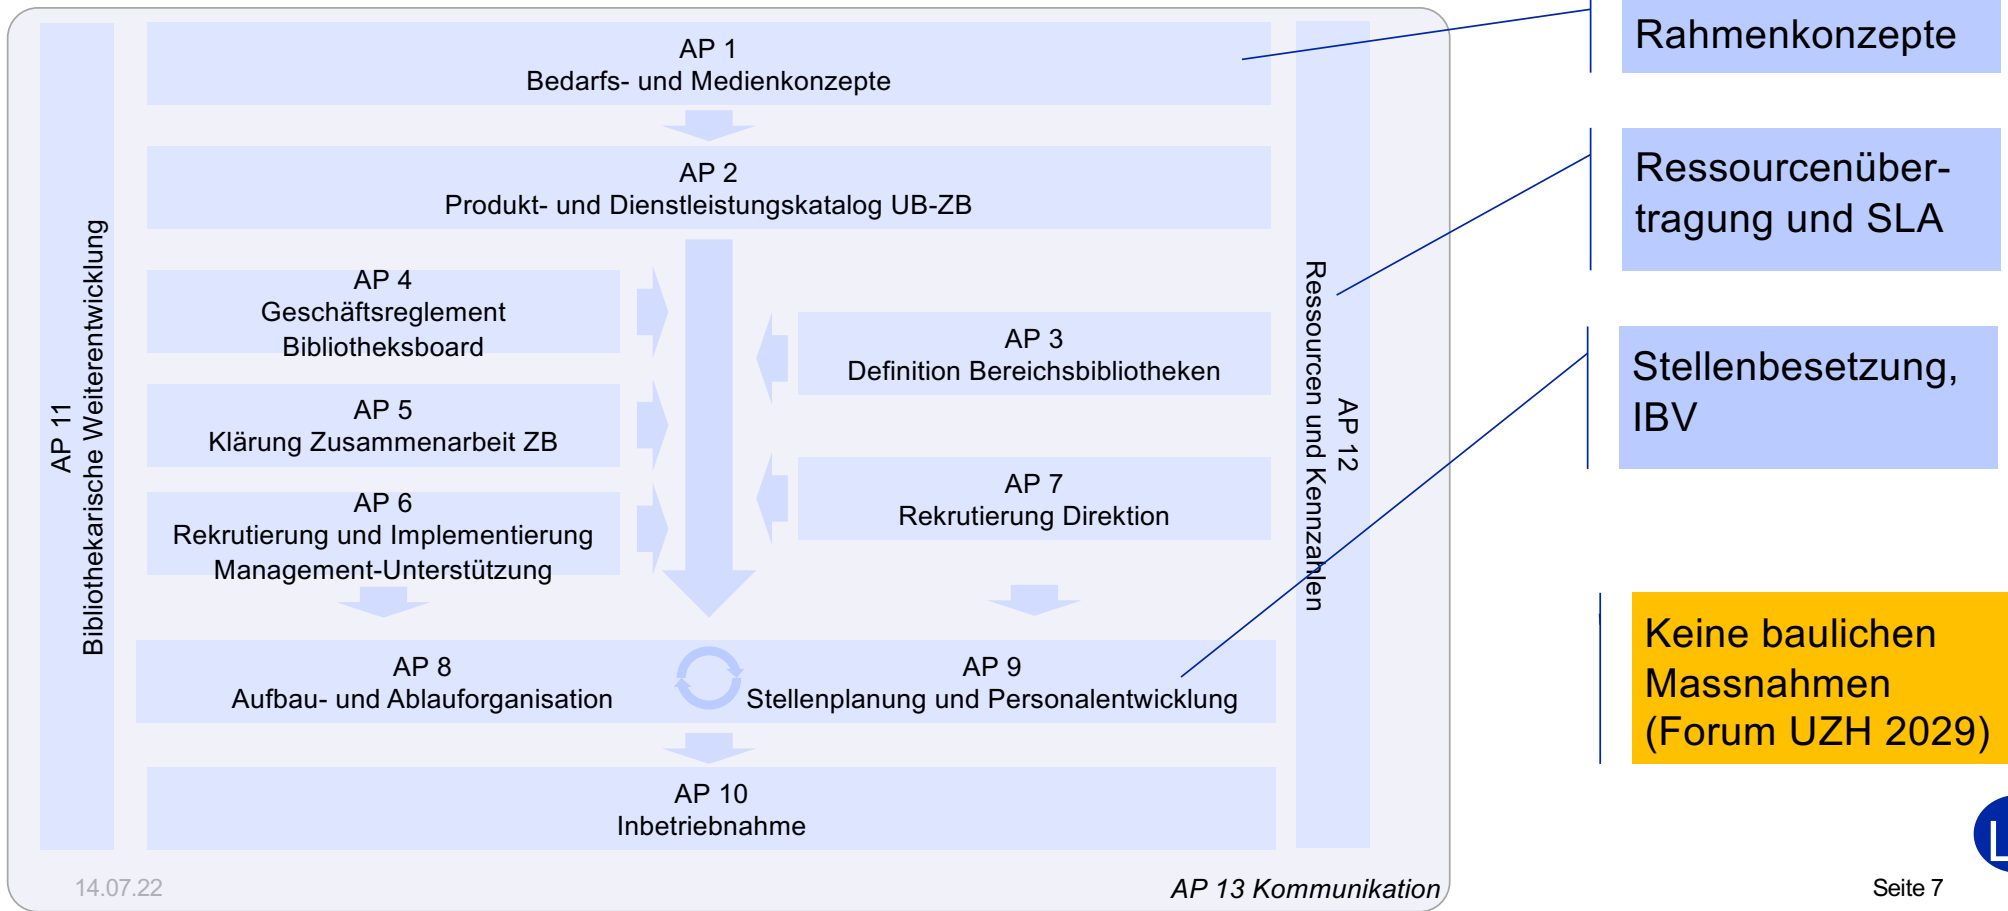 AP 1
Bedarfs- und Medienkonzepte
AP 2
Produkt- und Dienstleistungskatalog UB-ZB
AP 4
Geschäftsreglement
Bibliotheksboard
AP 3
Definition Bereichsbibliotheken
AP 5
Klärung Zusammenarbeit ZB
AP 6
Rekrutierung und Implementierung
Management-Unterstützung
AP 7
Rekrutierung Direktion
AP 8
Aufbau- und Ablauforganisation
AP 9
Stellenplanung und Personalentwicklung
AP 10
Inbetriebnahme
AP 11
Bibliothekarische Weiterentwicklung
AP 12
Ressourcen und Kennzahlen
Rahmenkonzepte
Ressourcenüber-
tragung und SLA
Stellenbesetzung,
IBV
Keine baulichen
Massnahmen
(Forum UZH 2029)
14.07.22
AP 13 Kommunikation
L
Seite 7